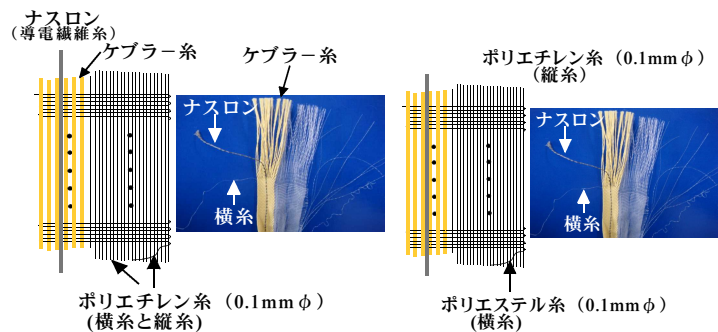 ナスロン
（導電繊維糸）
ケブラー糸
ケブラー糸
ナスロン
横糸
ポリエチレン糸（0.1mmφ）
(横糸と縦糸)
ポリエチレン糸（0.1mmφ）
（縦糸）
ナスロン
横糸
ポリエステル糸（0.1mmφ）
（横糸）